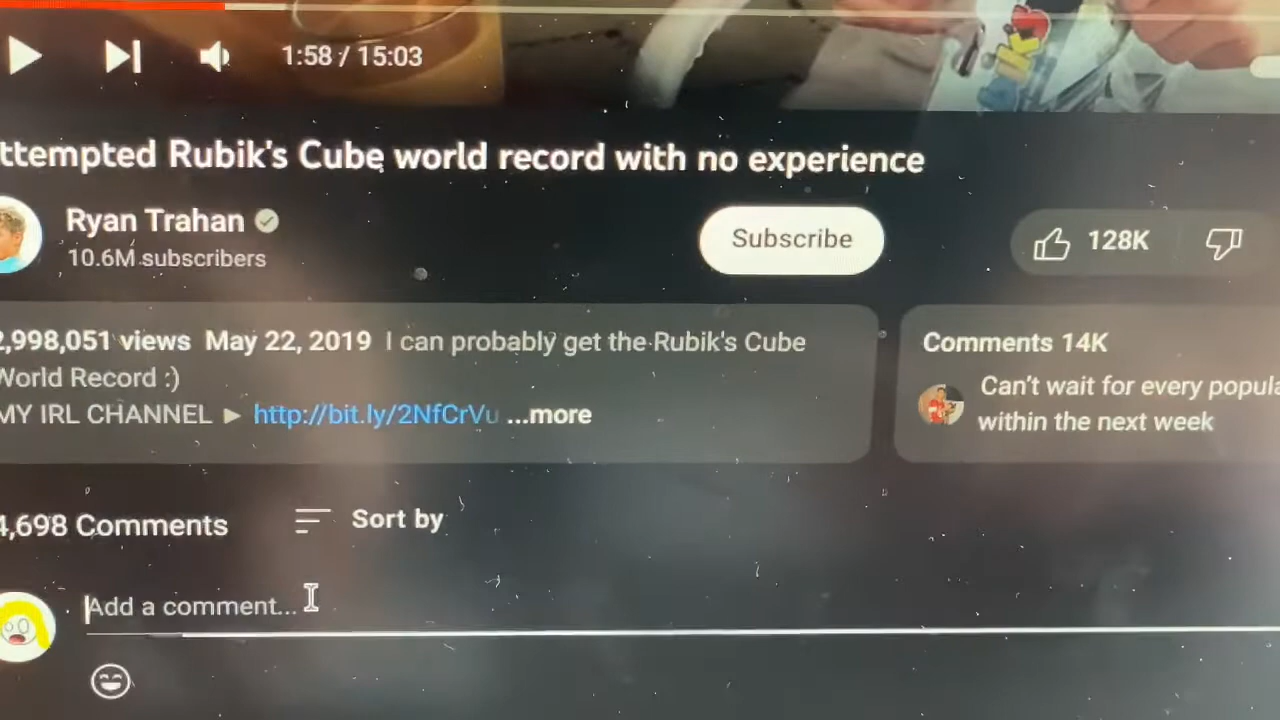 1:58 / 15:03
ttempted Rubik's Cube world record with no experience
Ryan Trahan
10.6M subscribers
Subscribe
128K
2,998,051 views May 22, 2019 I can probably get the Rubik's Cube
World Record :)
MY IRL CHANNEL ► http://bit.ly/2NfCrVu ...more
Comments 14K
Can't wait for every popula
within the next week
4,698 Comments
Sort by
Add a comment...